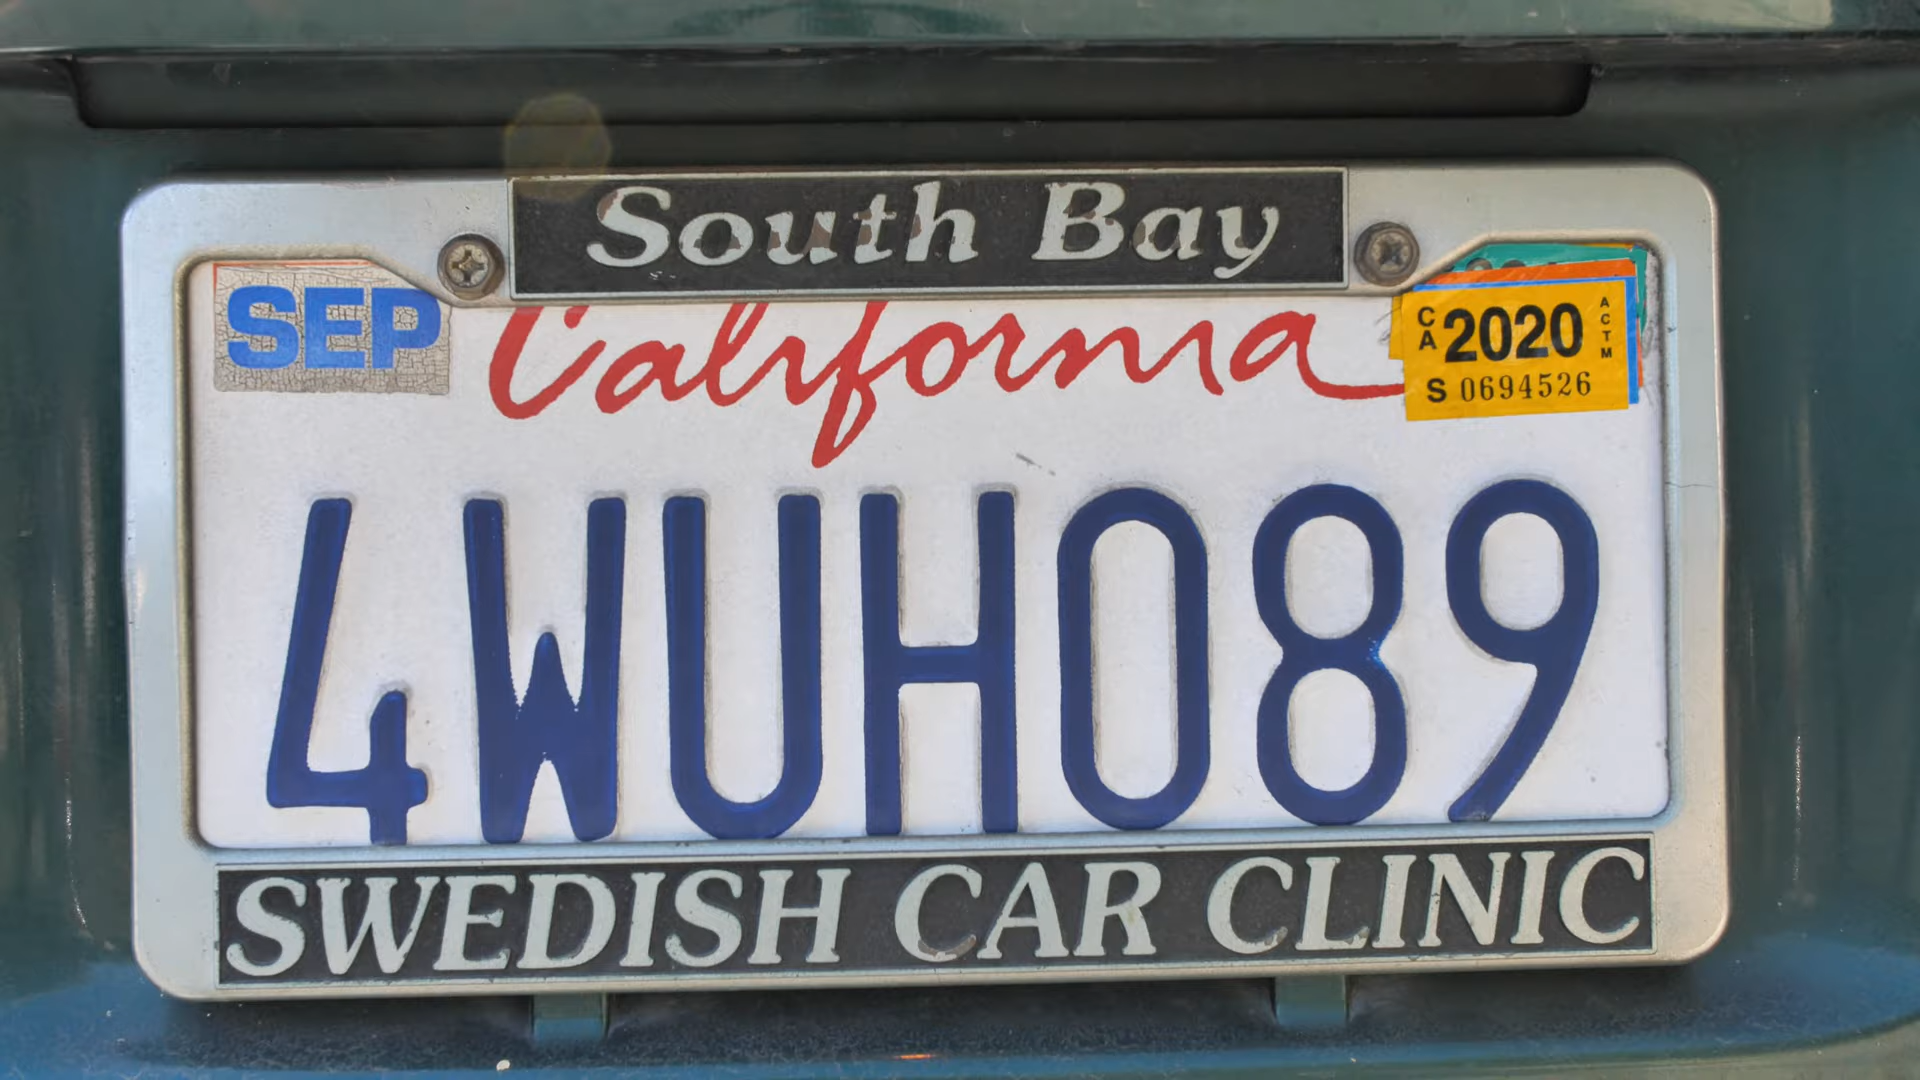 South Bay
SEP
California
CA 2020 ACTM
S 0694526
4WUH089
SWEDISH CAR CLINIC